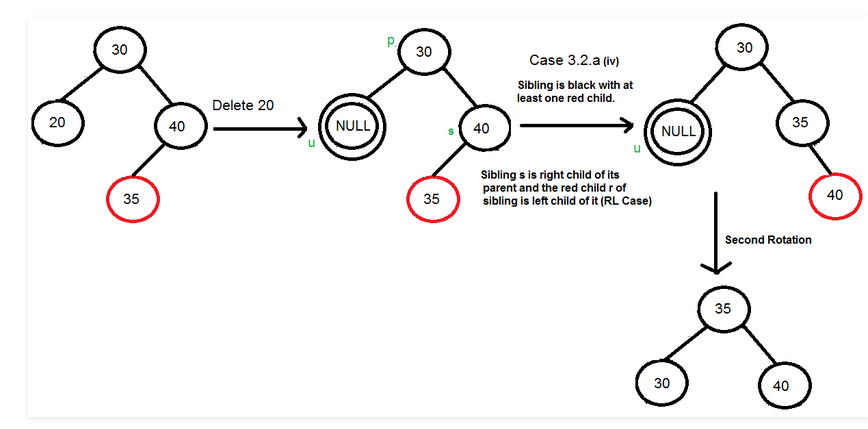 30
20
40
35
Delete 20
p
30
NULL
u
s
40
35
Case 3.2.a (iv)
Sibling is black with at
least one red child.
Sibling s is right child of its
parent and the red child r of
sibling is left child of it (RL Case)
30
NULL
u
35
40
Second Rotation
35
30
40